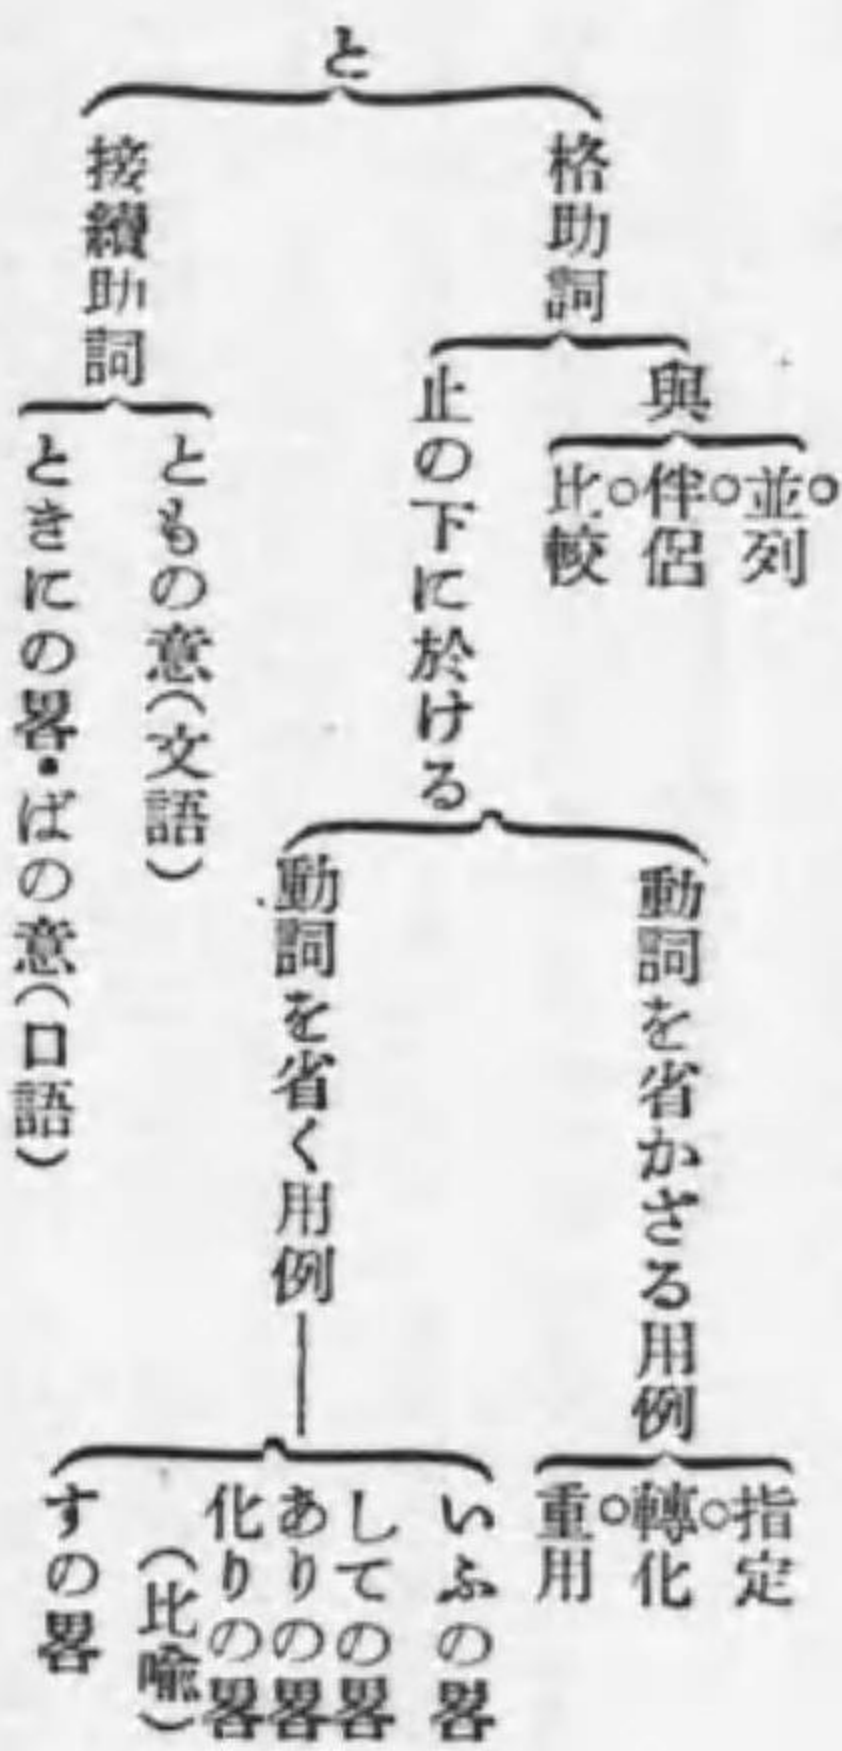 と
格助詞
與
並列
伴侶
比較
止の下に於ける
動詞を省かざる用例
指定
轉化
重用
動詞を省く用例
いふの畧
しての畧
ありの畧
化りの畧
(比喩)
すの畧
接續助詞
ともの意(文語)
ときにの畧・ばの意(口語)